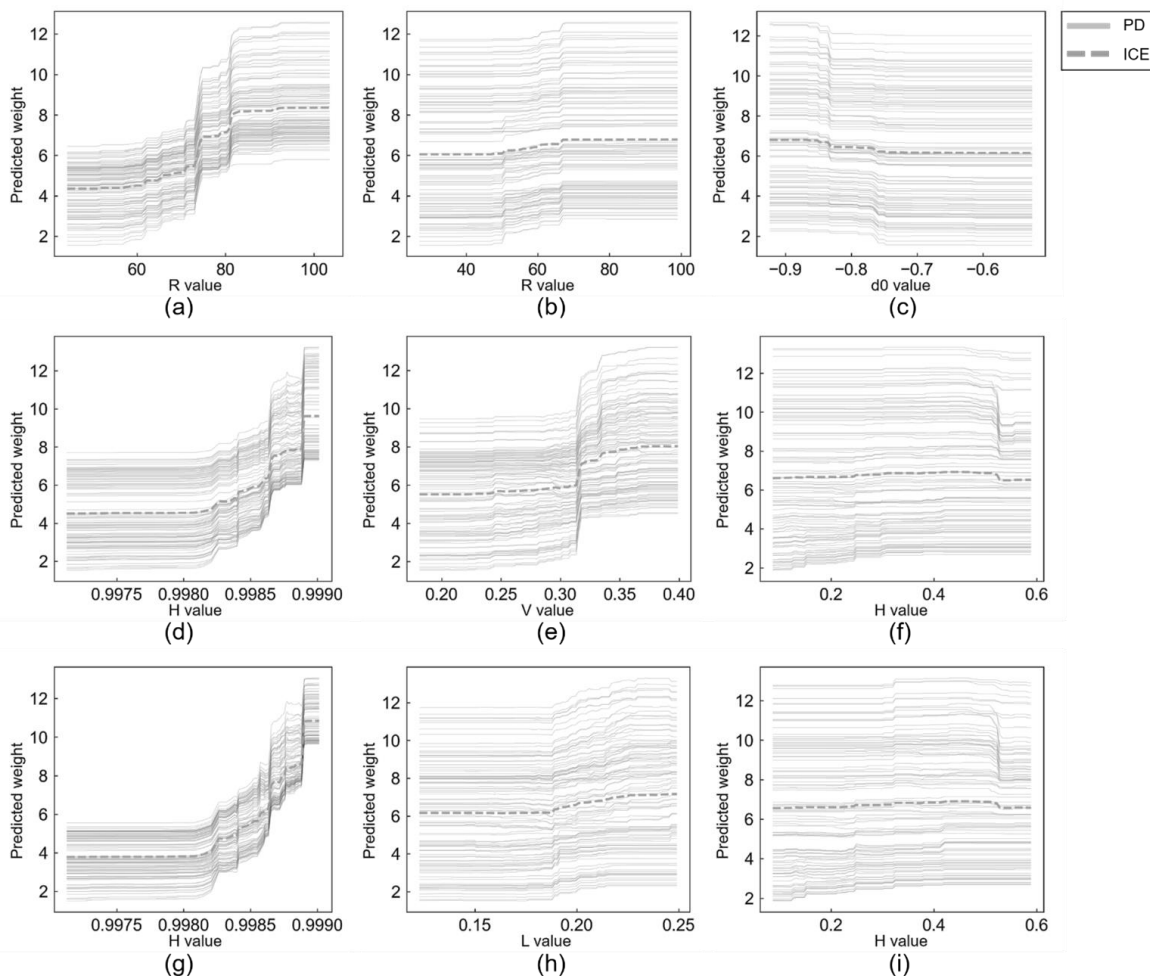 12
10
8
6
4
2
Predicted weight
60 80 100
R value
(a)
12
10
8
6
4
2
Predicted weight
40 60 80 100
R value
(b)
12
10
8
6
4
2
Predicted weight
−0.9 −0.8 −0.7 −0.6
d0 value
(c)
PD
ICE
12
10
8
6
4
2
Predicted weight
0.9975 0.9980 0.9985 0.9990
H value
(d)
12
10
8
6
4
2
Predicted weight
0.20 0.25 0.30 0.35 0.40
V value
(e)
12
10
8
6
4
2
Predicted weight
0.2 0.4 0.6
H value
(f)
12
10
8
6
4
2
Predicted weight
0.9975 0.9980 0.9985 0.9990
H value
(g)
12
10
8
6
4
2
Predicted weight
0.15 0.20 0.25
L value
(h)
12
10
8
6
4
2
Predicted weight
0.2 0.4 0.6
H value
(i)